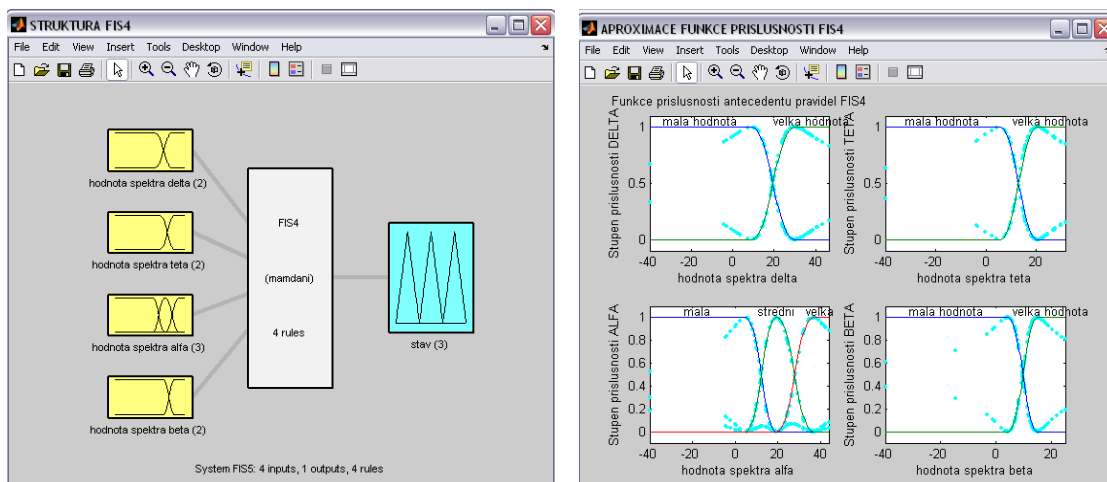 STRUKTURA FIS4
File Edit View Insert Tools Desktop Window Help
hodnota spektra delta (2)
hodnota spektra teta (2)
hodnota spektra alfa (3)
hodnota spektra beta (2)
FIS4
(mamdani)
4 rules
stav (3)
System FIS5: 4 inputs, 1 outputs, 4 rules
APROXIMACE FUNKCE PRISLUSNOSTI FIS4
File Edit View Insert Tools Desktop Window Help
Funkce prislusnosti antecedentu pravidel FIS4
mala hodnota velka hodnota
Stupen prislusnosti DELTA
1
0.5
0
-40 -20 0 20 40
hodnota spektra delta
mala hodnota velka hodnota
Stupen prislusnosti TETA
1
0.5
0
-40 -20 0 20
hodnota spektra teta
mala stredni velka
Stupen prislusnosti ALFA
1
0.8
0.6
0.4
0.2
0
-40 -20 0 20 40
hodnota spektra alfa
mala hodnota velka hodnota
Stupen prislusnosti BETA
1
0.8
0.6
0.4
0.2
0
-40 -20 0 20
hodnota spektra beta